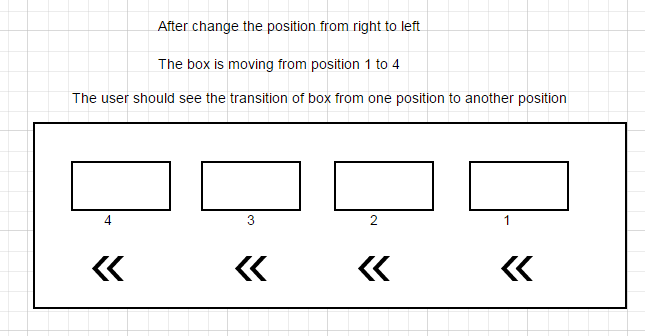 After change the position from right to left
The box is moving from position 1 to 4
The user should see the transition of box from one position to another position
4 3 2 1